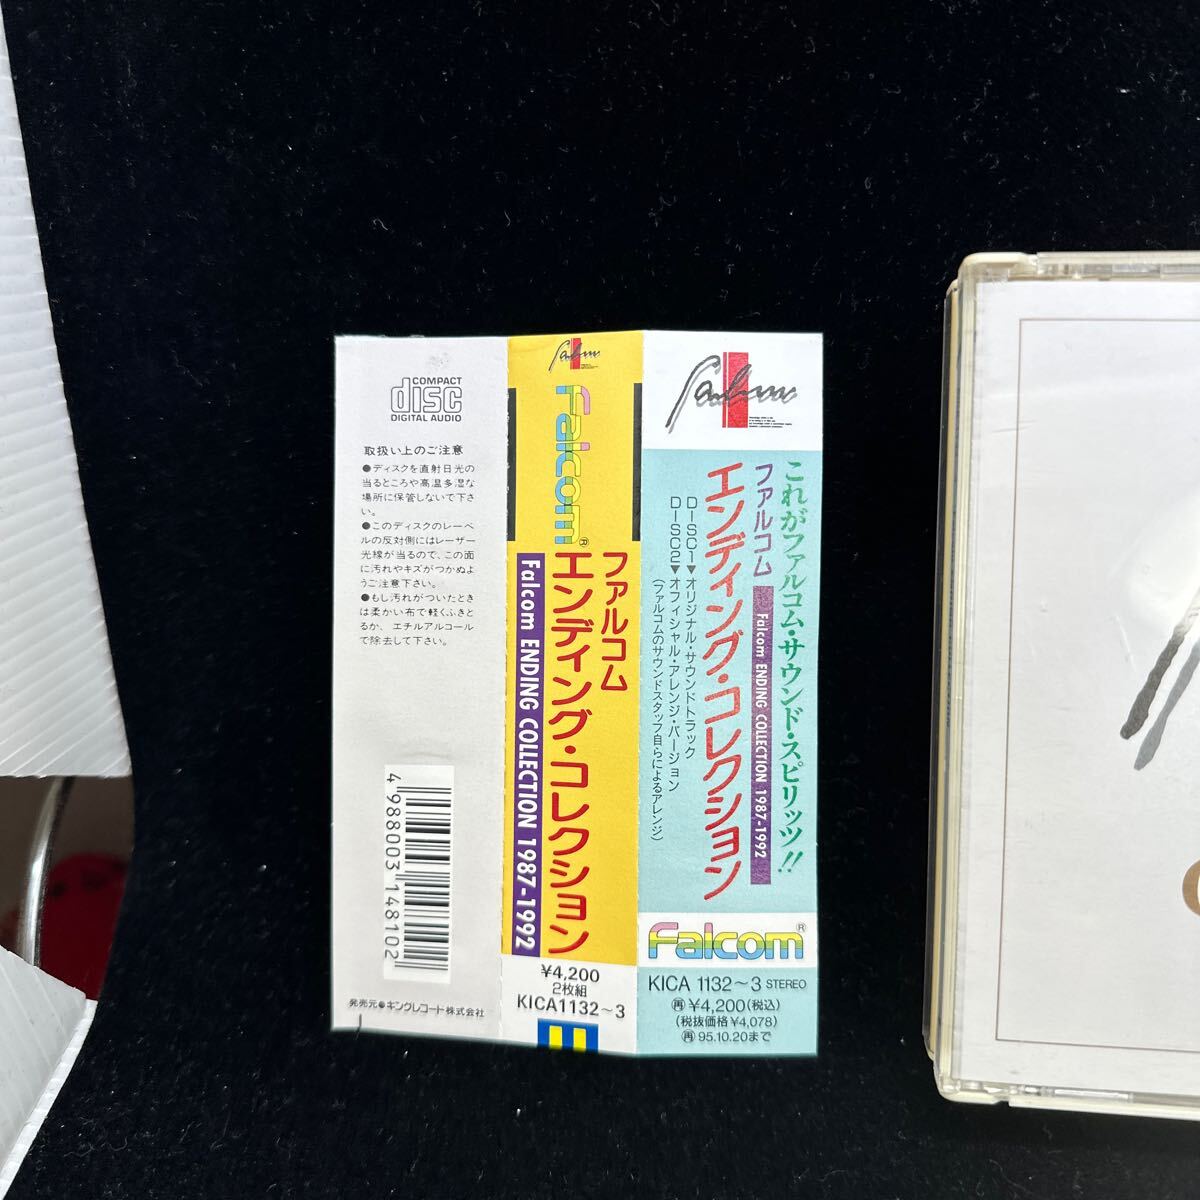 COMPACT
disc
DIGITAL AUDIO
取扱い上のご注意
●ディスクを直射日光の
当るところや高温多湿な
場所に保管しないで下さ
い。
●このディスクのレーベ
ルの反対側にはレーザー
光線が当るので、この面
に汚れやキズがつかぬよ
うご注意下さい。
●もし汚れがついたとき
は柔かい布で軽くふきと
るか、エチルアルコール
で除去して下さい。
4 988003 148102
発売元●キングレコード株式会社
Falcom®
ファルコム
エンディング・コレクション
Falcom ENDING COLLECTION 1987-1992
¥4,200
2枚組
KICA1132~3
これがファルコム・サウンド・スピリッツ!!
ファルコム
Falcom ENDING COLLECTION 1987-1992
エンディング・コレクション
DISC1▼オリジナル・サウンドトラック
DISC2▼オフィシャル・アレンジ・バージョン
(ファルコムのサウンドスタッフ自らによるアレンジ)
Falcom®
KICA 1132~3 STEREO
再¥4,200(税込)
(税抜価格¥4,078)
再95.10.20まで